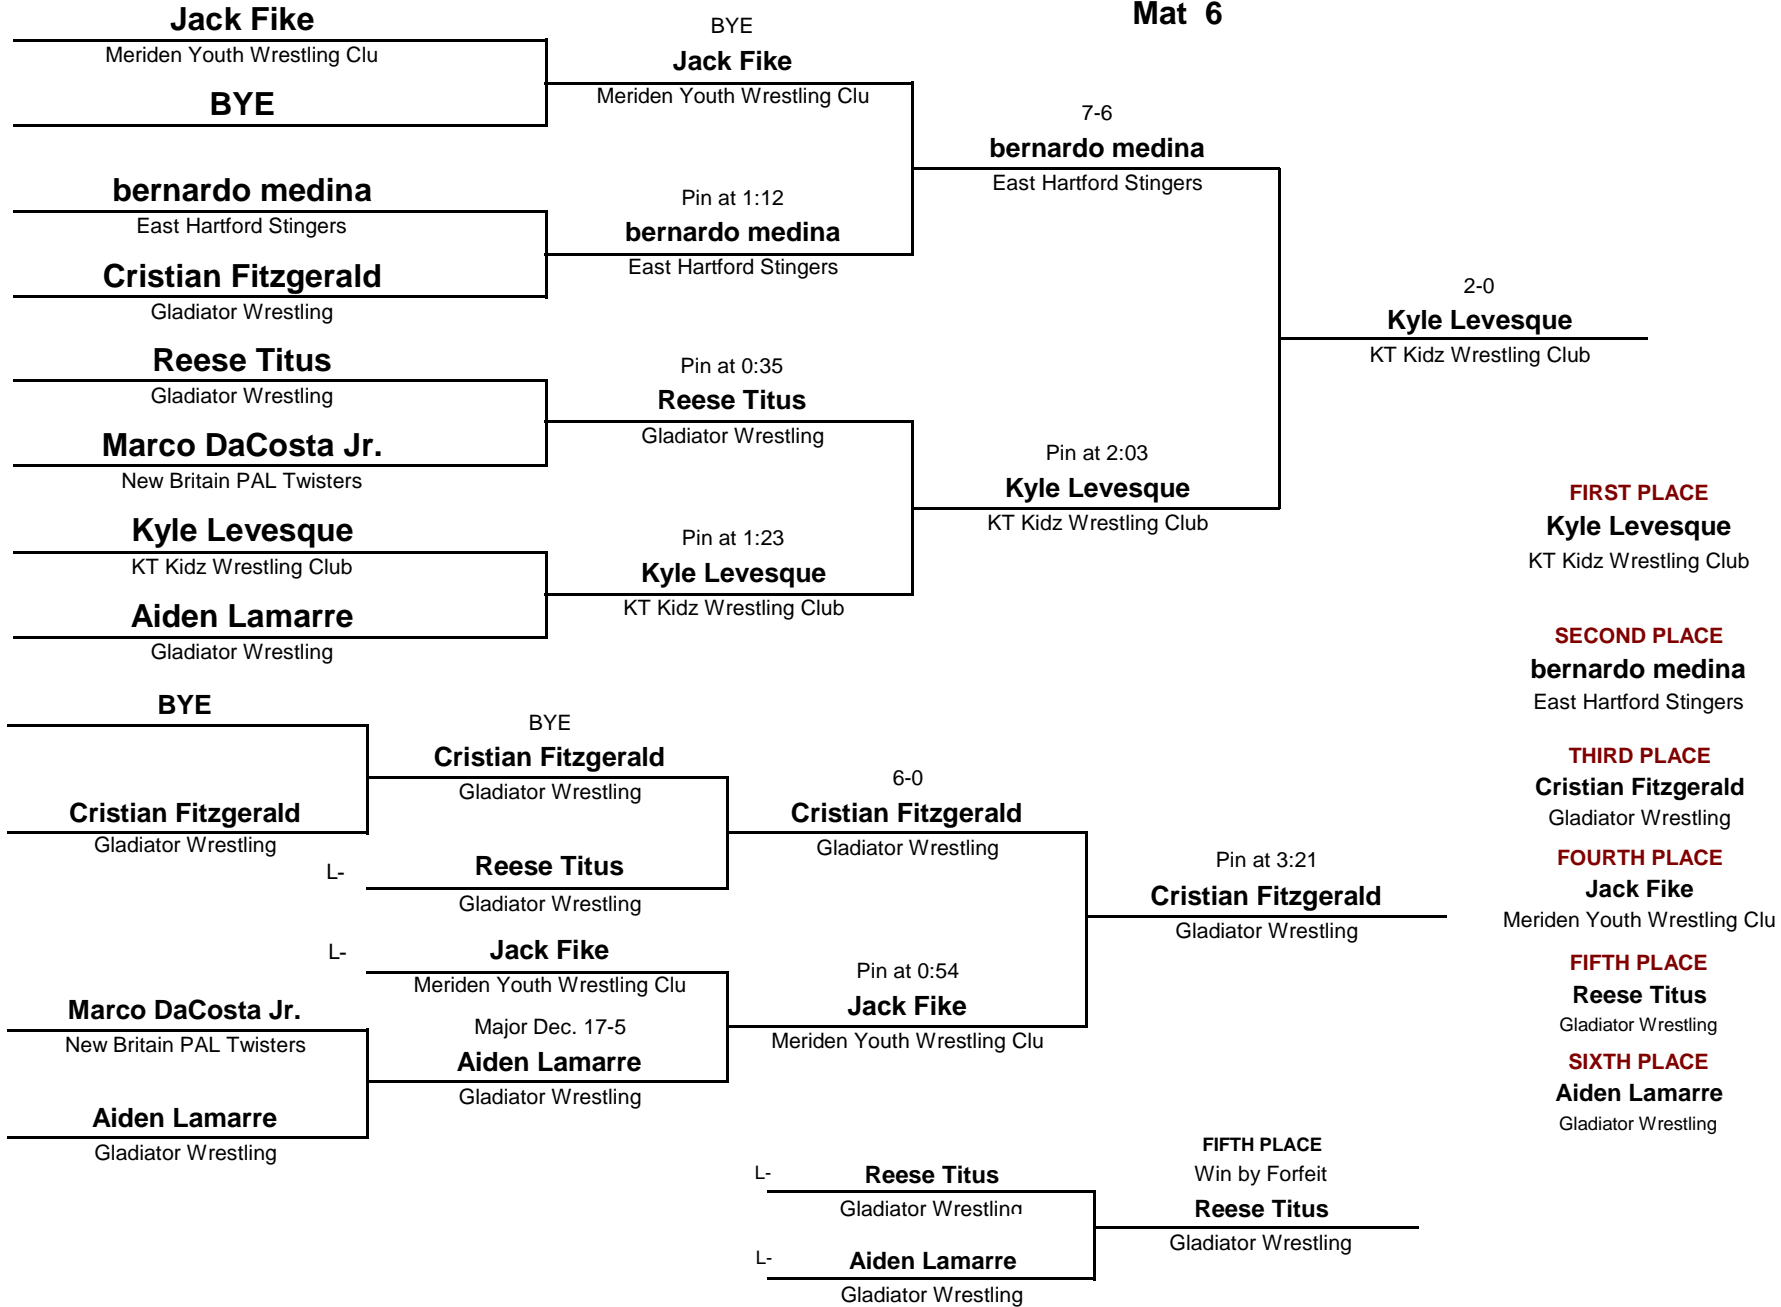 Mat 6
Jack Fike
Meriden Youth Wrestling Clu
BYE
bernardo medina
East Hartford Stingers
Cristian Fitzgerald
Gladiator Wrestling
Reese Titus
Gladiator Wrestling
Marco DaCosta Jr.
New Britain PAL Twisters
Kyle Levesque
KT Kidz Wrestling Club
Aiden Lamarre
Gladiator Wrestling
BYE
Jack Fike
Meriden Youth Wrestling Clu
Pin at 1:12
bernardo medina
East Hartford Stingers
Pin at 0:35
Reese Titus
Gladiator Wrestling
Pin at 1:23
Kyle Levesque
KT Kidz Wrestling Club
7-6
bernardo medina
East Hartford Stingers
Pin at 2:03
Kyle Levesque
KT Kidz Wrestling Club
2-0
Kyle Levesque
KT Kidz Wrestling Club
BYE
Cristian Fitzgerald
Gladiator Wrestling
Marco DaCosta Jr.
New Britain PAL Twisters
Aiden Lamarre
Gladiator Wrestling
BYE
Cristian Fitzgerald
Gladiator Wrestling
L-
Reese Titus
Gladiator Wrestling
L-
Jack Fike
Meriden Youth Wrestling Clu
Major Dec. 17-5
Aiden Lamarre
Gladiator Wrestling
6-0
Cristian Fitzgerald
Gladiator Wrestling
Pin at 0:54
Jack Fike
Meriden Youth Wrestling Clu
Pin at 3:21
Cristian Fitzgerald
Gladiator Wrestling
L-
Reese Titus
Gladiator Wrestling
L-
Aiden Lamarre
Gladiator Wrestling
FIFTH PLACE
Win by Forfeit
Reese Titus
Gladiator Wrestling
FIRST PLACE
Kyle Levesque
KT Kidz Wrestling Club
SECOND PLACE
bernardo medina
East Hartford Stingers
THIRD PLACE
Cristian Fitzgerald
Gladiator Wrestling
FOURTH PLACE
Jack Fike
Meriden Youth Wrestling Clu
FIFTH PLACE
Reese Titus
Gladiator Wrestling
SIXTH PLACE
Aiden Lamarre
Gladiator Wrestling